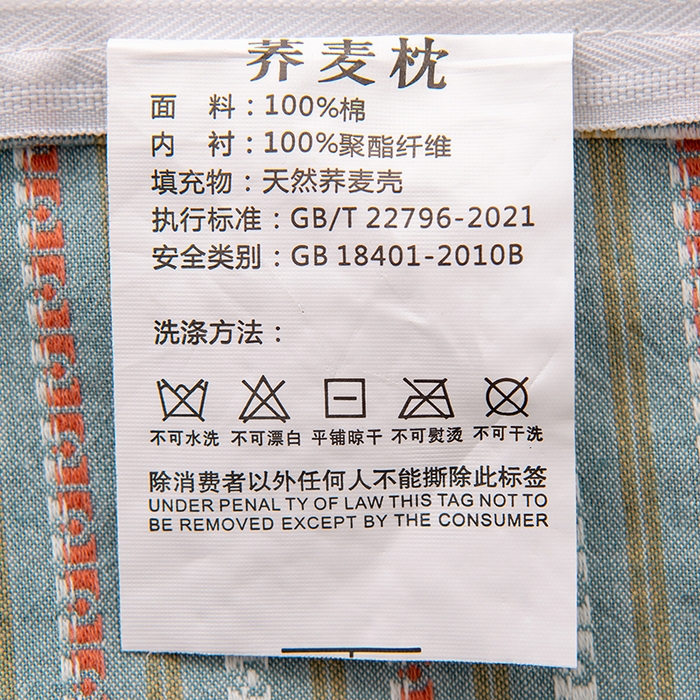 荞麦枕
面 料：100%棉
内 衬：100%聚酯纤维
填充物：天然荞麦壳
执行标准：GB/T 22796-2021
安全类别：GB 18401-2010B
洗涤方法：
不可水洗 不可漂白 平铺晾干 不可熨烫 不可干洗
除消费者以外任何人不能撕除此标签
UNDER PENAL TY OF LAW THIS TAG NOT TO
BE REMOVED EXCEPT BY THE CONSUMER